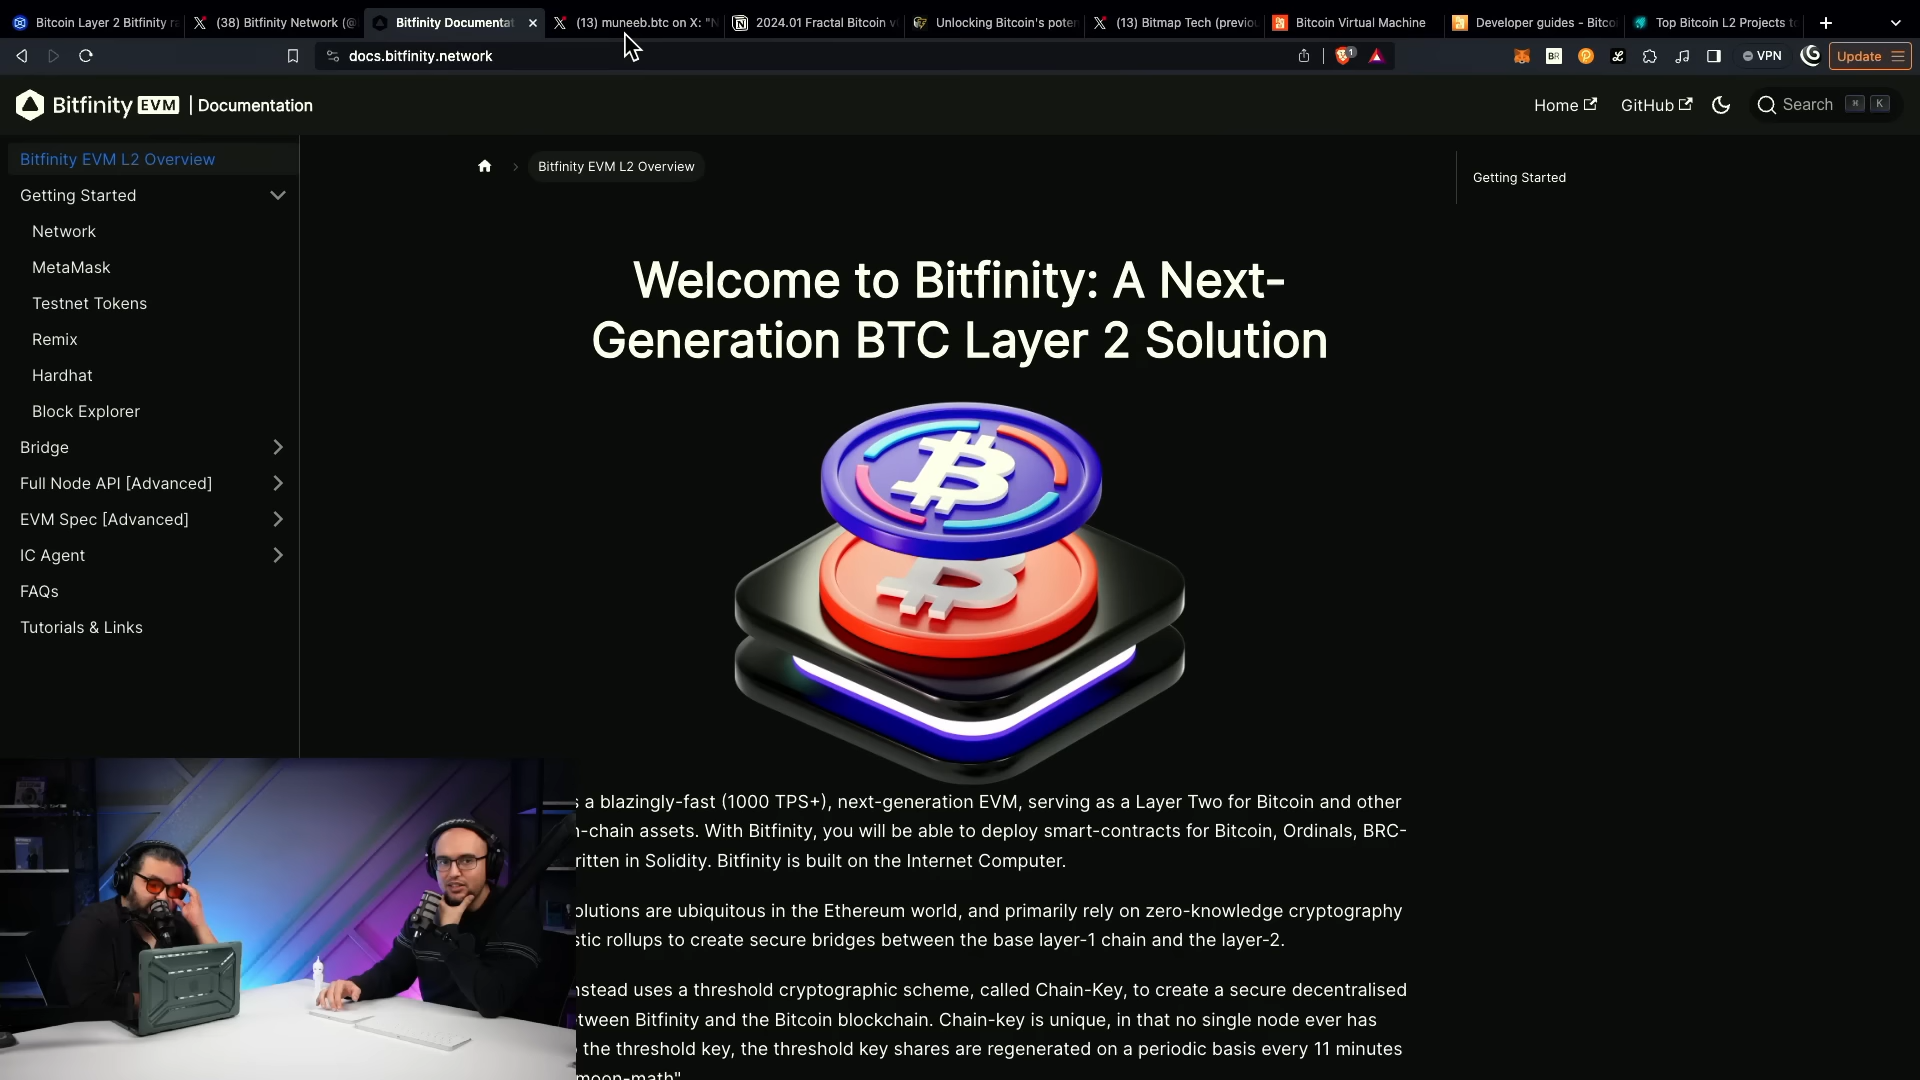 Bitcoin Layer 2 Bitfinity ra
(38) Bitfinity Network (@
Bitfinity Documentat
(13) muneeb.btc on X: "N
2024.01 Fractal Bitcoin v
Unlocking Bitcoin's poten
(13) Bitmap Tech (previou
Bitcoin Virtual Machine
Developer guides - Bitco
Top Bitcoin L2 Projects to
docs.bitfinity.network
1
BR
VPN
Update
Bitfinity EVM | Documentation
Home
GitHub
Search
K
Bitfinity EVM L2 Overview
Getting Started
Network
MetaMask
Testnet Tokens
Remix
Hardhat
Block Explorer
Bridge
Full Node API [Advanced]
EVM Spec [Advanced]
IC Agent
FAQs
Tutorials & Links
Bitfinity EVM L2 Overview
Getting Started
Welcome to Bitfinity: A Next-
Generation BTC Layer 2 Solution
s a blazingly-fast (1000 TPS+), next-generation EVM, serving as a Layer Two for Bitcoin and other
n-chain assets. With Bitfinity, you will be able to deploy smart-contracts for Bitcoin, Ordinals, BRC-
ritten in Solidity. Bitfinity is built on the Internet Computer.
olutions are ubiquitous in the Ethereum world, and primarily rely on zero-knowledge cryptography
stic rollups to create secure bridges between the base layer-1 chain and the layer-2.
nstead uses a threshold cryptographic scheme, called Chain-Key, to create a secure decentralised
tween Bitfinity and the Bitcoin blockchain. Chain-key is unique, in that no single node ever has
the threshold key, the threshold key shares are regenerated on a periodic basis every 11 minutes
moon-math"